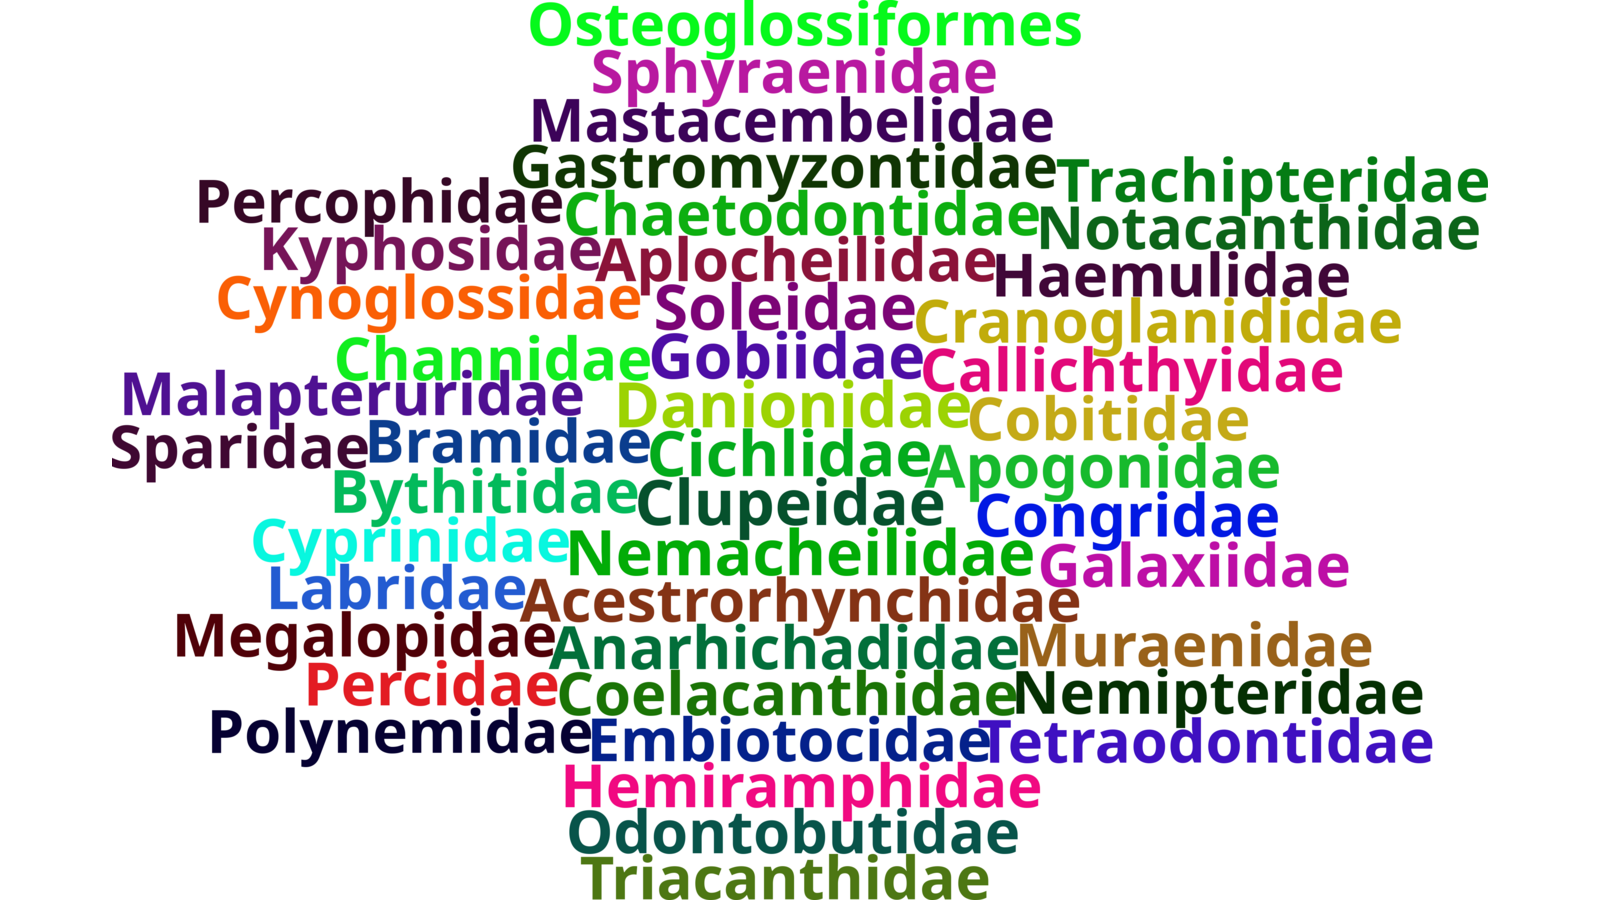 Osteoglossiformes
Sphyraenidae
Mastacembelidae
Gastromyzontidae
Trachipteridae
Percophidae
Chaetodontidae
Notacanthidae
Kyphosidae
Aplocheilidae
Haemulidae
Cynoglossidae
Soleidae
Cranoglanididae
Channidae
Gobiidae
Callichthyidae
Malapteruridae
Danionidae
Cobitidae
Sparidae
Bramidae
Cichlidae
Apogonidae
Bythitidae
Clupeidae
Congridae
Cyprinidae
Nemacheilidae
Galaxiidae
Labridae
Acestrorhynchidae
Megalopidae
Anarhichadidae
Muraenidae
Percidae
Coelacanthidae
Nemipteridae
Polynemidae
Embiotocidae
Tetraodontidae
Hemiramphidae
Odontobutidae
Triacanthidae